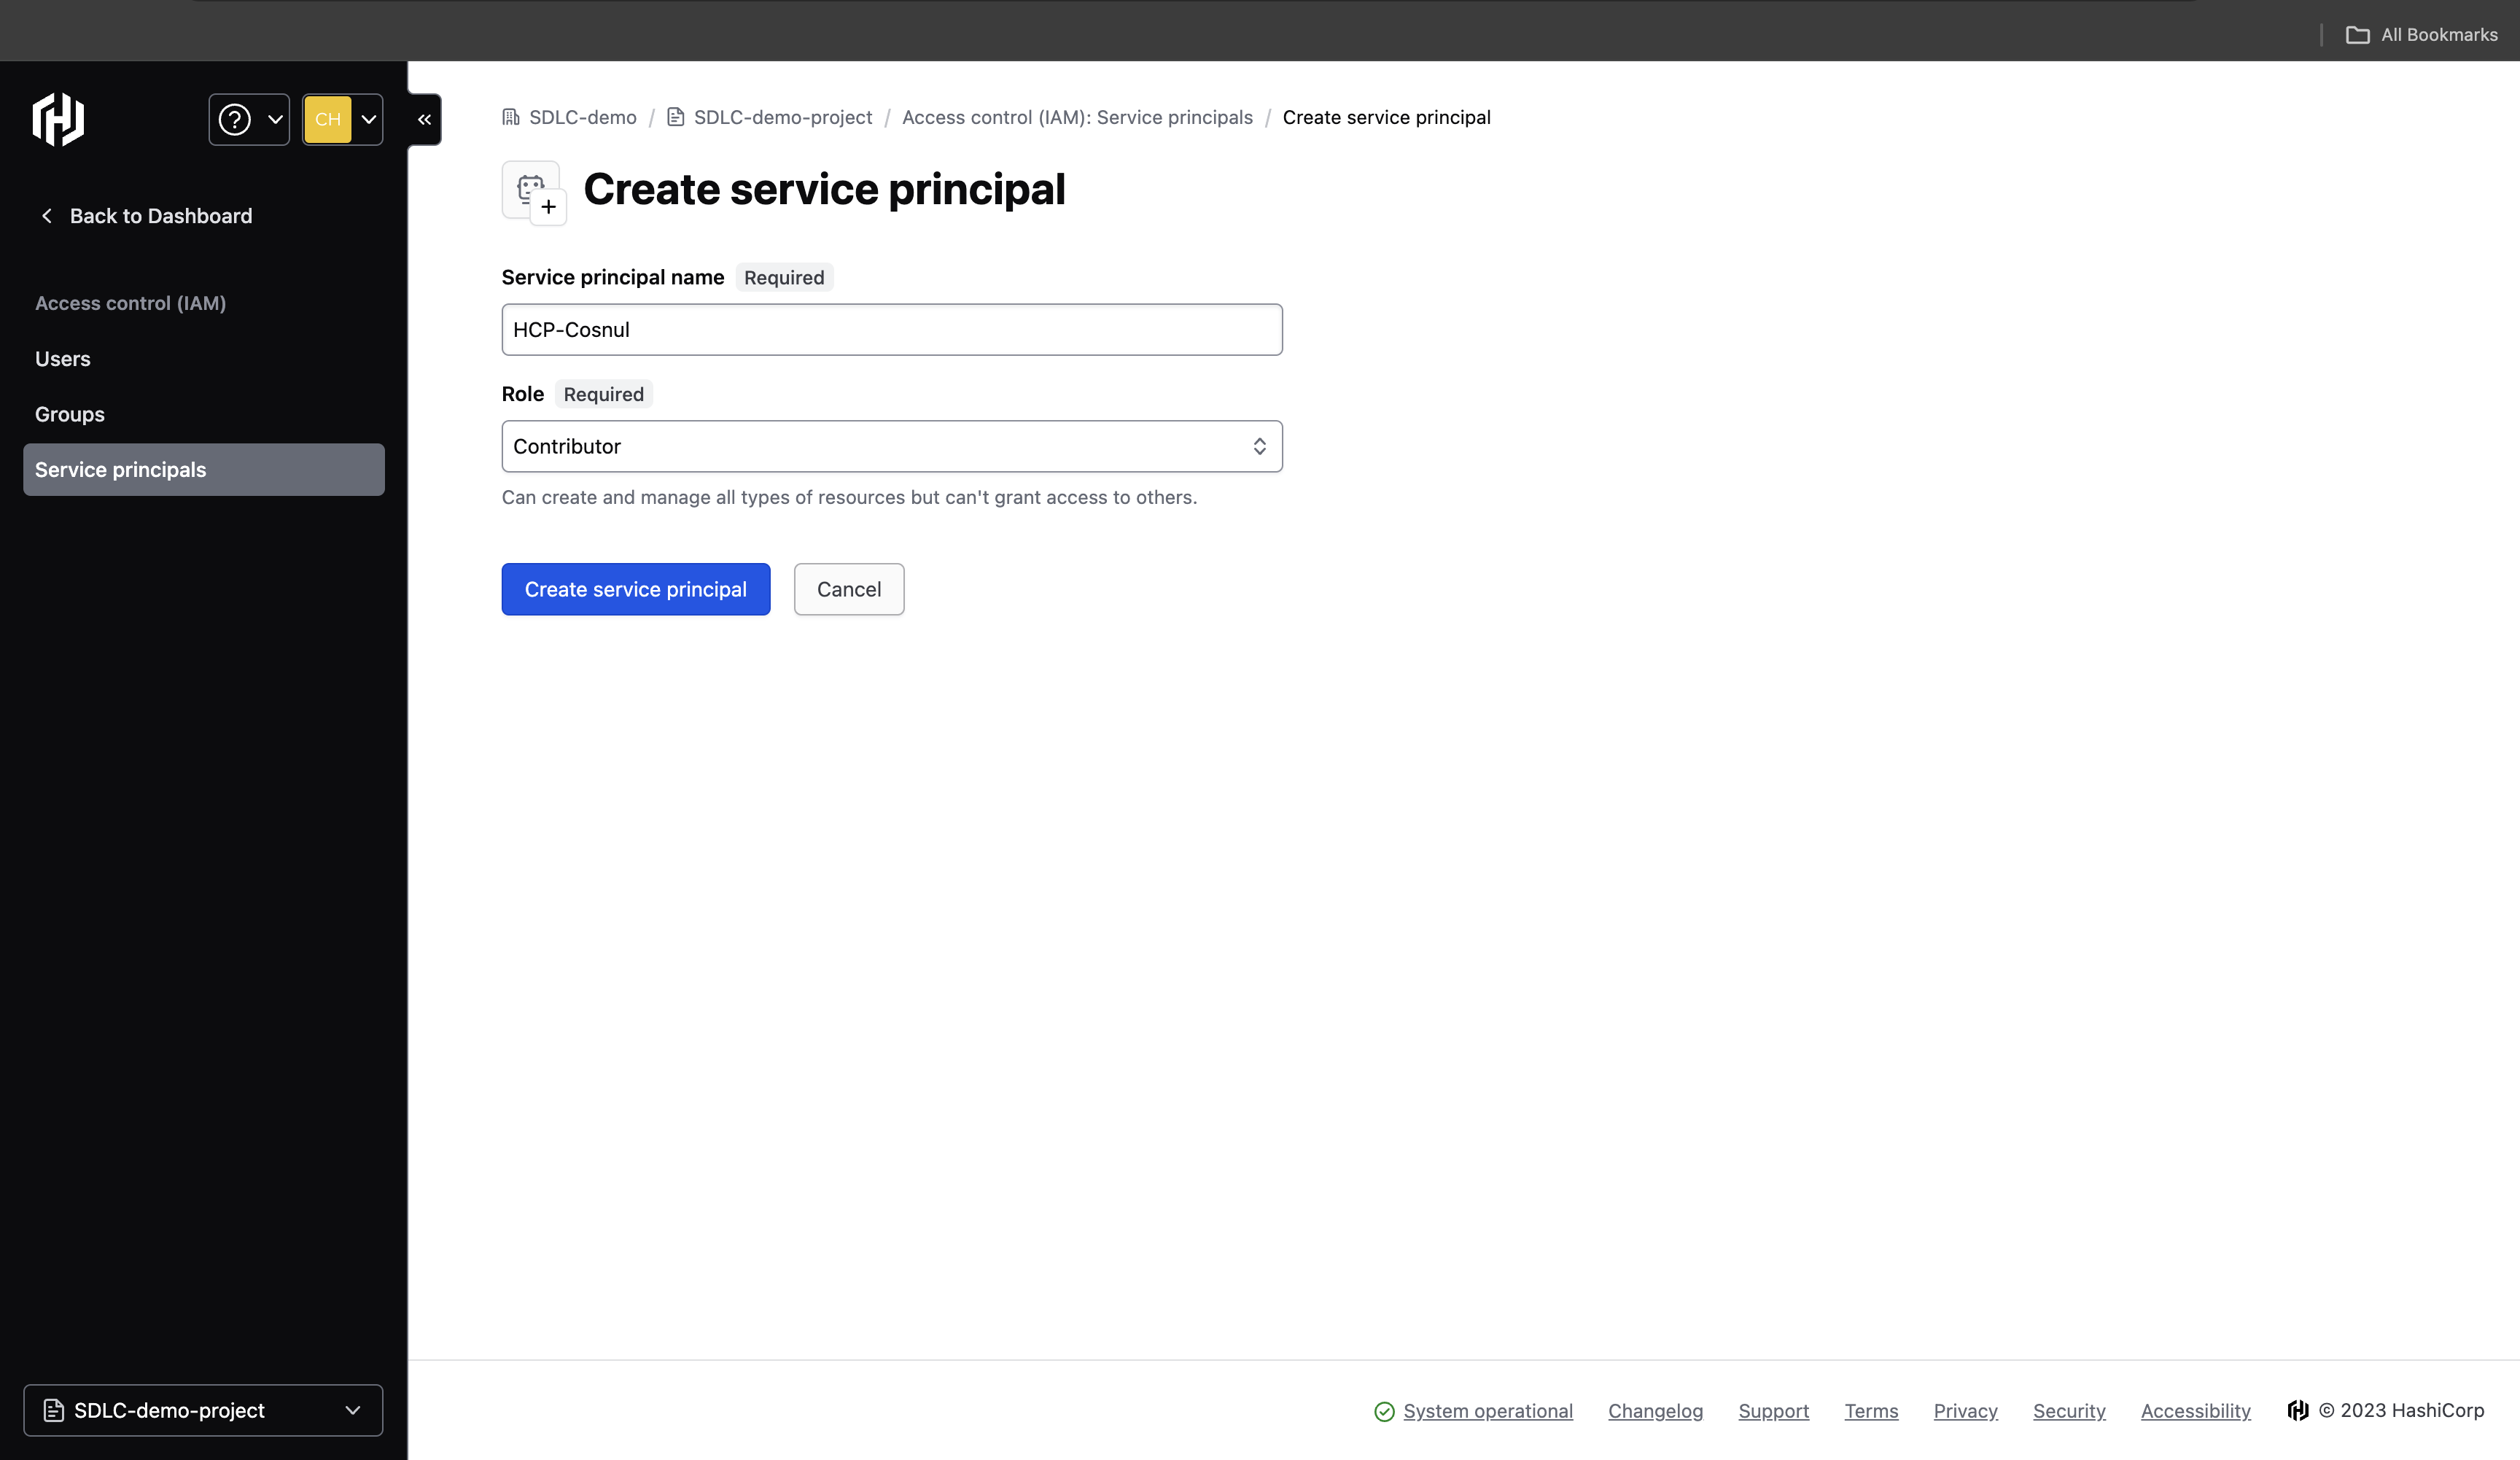 All Bookmarks
CH
Back to Dashboard
Access control (IAM)
Users
Groups
Service principals
SDLC-demo-project
SDLC-demo / SDLC-demo-project / Access control (IAM): Service principals / Create service principal
Create service principal
Service principal name Required
HCP-Cosnul
Role Required
Contributor
Can create and manage all types of resources but can't grant access to others.
Create service principal Cancel
System operational Changelog Support Terms Privacy Security Accessibility © 2023 HashiCorp